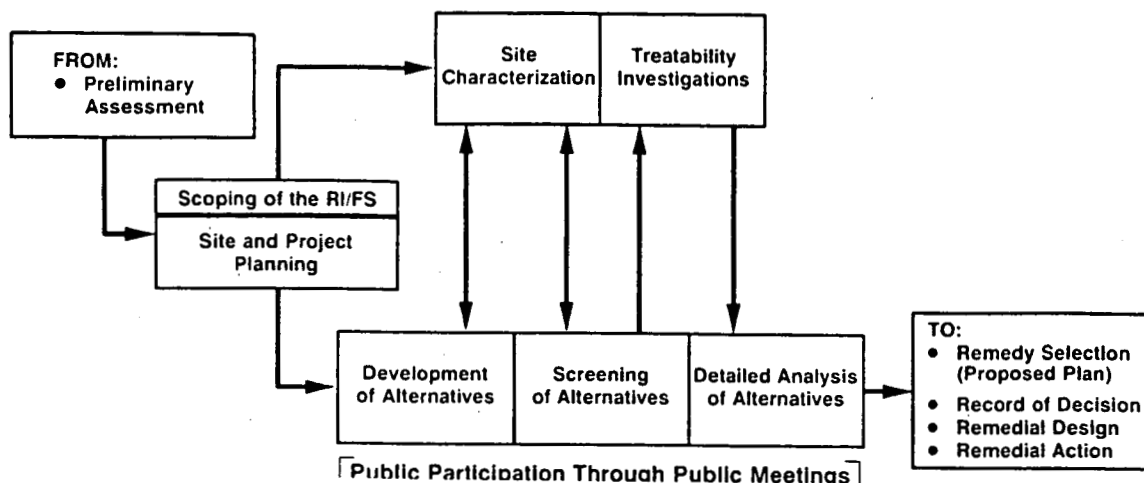 FROM:
● Preliminary
Assessment
Scoping of the RI/FS
Site and Project
Planning
Site
Characterization
Treatability
Investigations
Development
of Alternatives
Screening
of Alternatives
Detailed Analysis
of Alternatives
TO:
● Remedy Selection
(Proposed Plan)
● Record of Decision
● Remedial Design
● Remedial Action
Public Participation Through Public Meetings